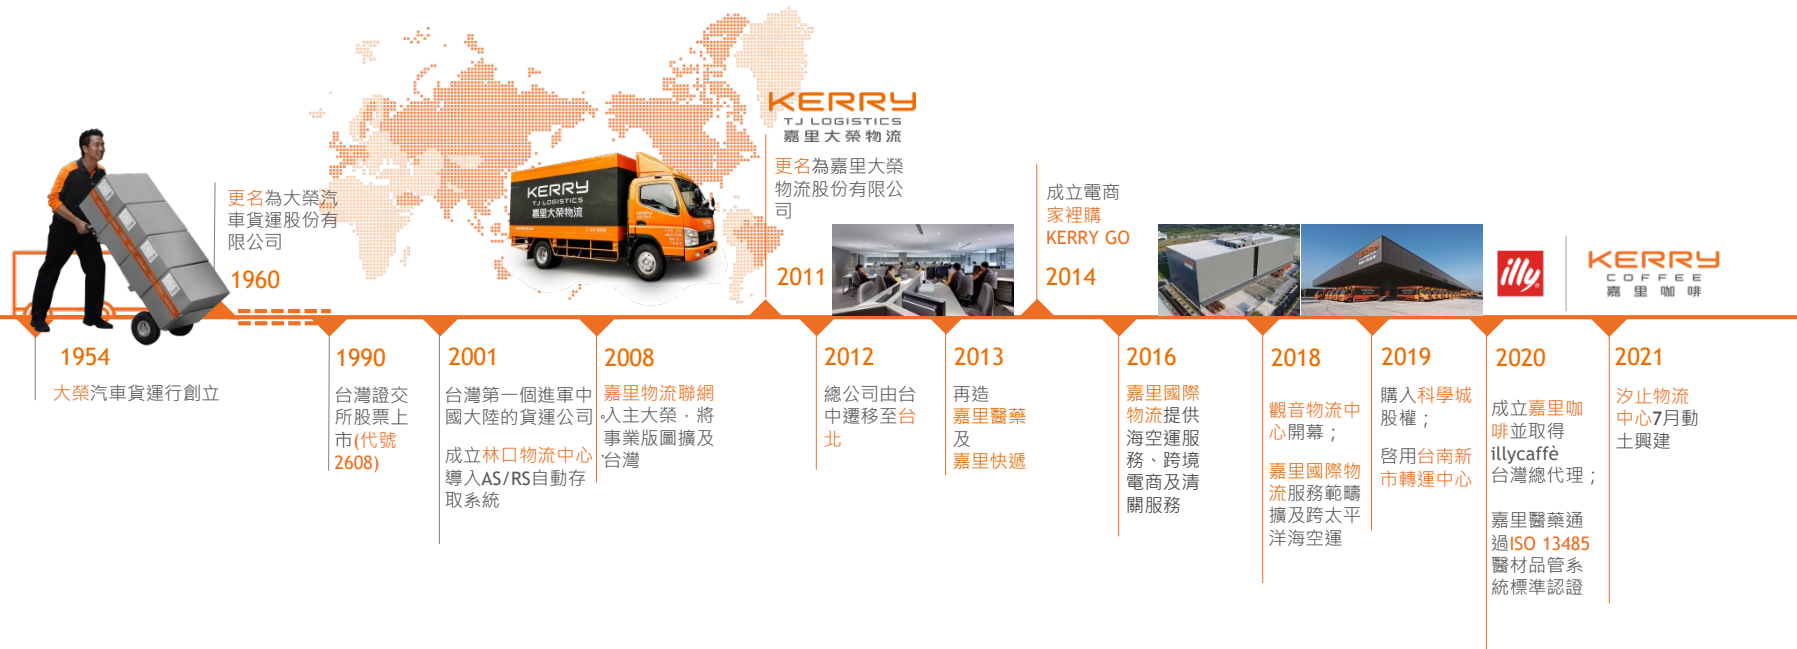 1954
大榮汽車貨運行創立
更名為大榮汽
車貨運股份有
限公司
1960
1990
台灣證交
所股票上
市(代號
2608)
2001
台灣第一個進軍中
國大陸的貨運公司。
成立林口物流中心,
導入AS/RS自動存
取系統
KERRY
TJ LOGISTICS
嘉里大榮物流
2008
嘉里物流聯網
入主大榮，將
事業版圖擴及
台灣
KERRY
TJ LOGISTICS
嘉里大榮物流
更名為嘉里大榮
物流股份有限公
司
2011
2012
總公司由台
中遷移至台
北
2013
再造
嘉里醫藥
及
嘉里快遞
成立電商
家裡購
KERRY GO
2014
2016
嘉里國際
物流提供
海空運服
務、跨境
電商及清
關服務
2018
觀音物流中
心開幕；
嘉里國際物
流服務範疇
擴及跨太平
洋海空運
KERRY
2019
購入科學城
股權；
啓用台南新
市轉運中心
illy
KERRY
COFFEE
嘉里咖啡
2020
成立嘉里咖
啡並取得
illycaffè
台灣總代理；
嘉里醫藥通
過ISO 13485
醫材品管系
統標準認證
2021
汐止物流
中心7月動
土興建